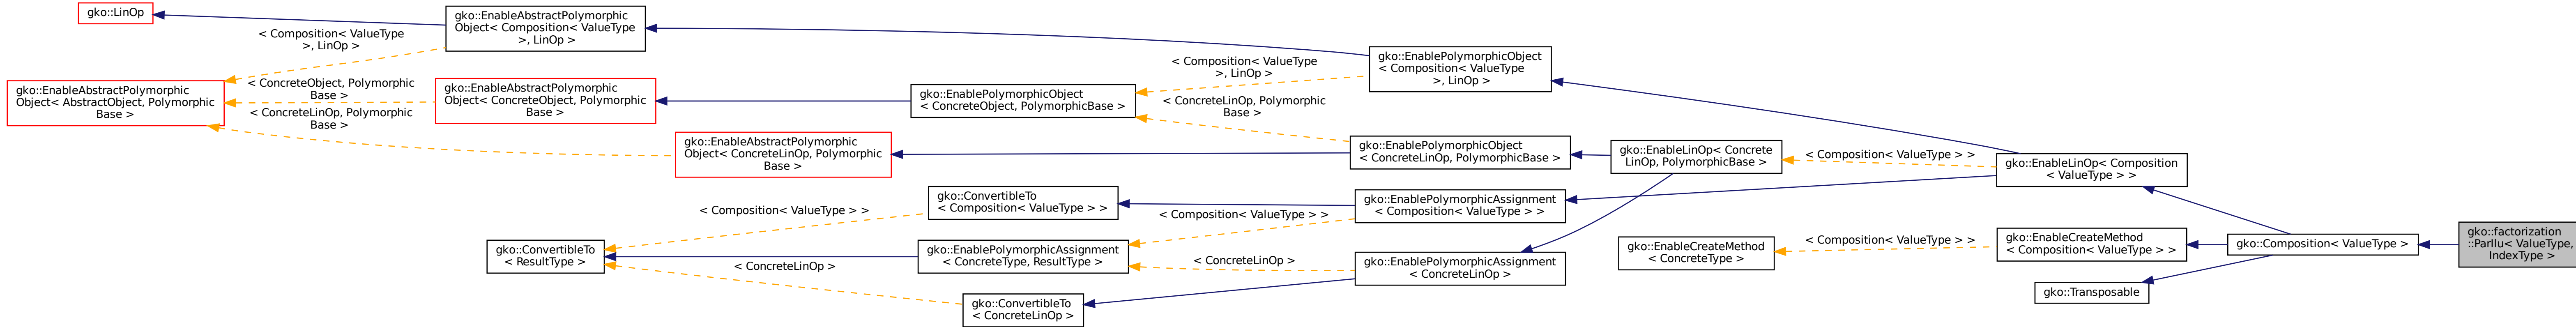 gko::LinOp
gko::EnableAbstractPolymorphic
Object< Composition< ValueType
>, LinOp >
< Composition< ValueType
>, LinOp >
gko::EnableAbstractPolymorphic
Object< AbstractObject, Polymorphic
Base >
< ConcreteObject, Polymorphic
Base >
< ConcreteLinOp, Polymorphic
Base >
gko::EnableAbstractPolymorphic
Object< ConcreteObject, Polymorphic
Base >
gko::EnableAbstractPolymorphic
Object< ConcreteLinOp, Polymorphic
Base >
gko::EnablePolymorphicObject
< ConcreteObject, PolymorphicBase >
< Composition< ValueType
>, LinOp >
< ConcreteLinOp, Polymorphic
Base >
gko::EnablePolymorphicObject
< Composition< ValueType
>, LinOp >
gko::EnablePolymorphicObject
< ConcreteLinOp, PolymorphicBase >
gko::EnableLinOp< Concrete
LinOp, PolymorphicBase >
< Composition< ValueType > >
gko::EnableLinOp< Composition
< ValueType > >
gko::ConvertibleTo
< ResultType >
< Composition< ValueType > >
gko::ConvertibleTo
< Composition< ValueType > >
gko::EnablePolymorphicAssignment
< ConcreteType, ResultType >
< ConcreteLinOp >
gko::ConvertibleTo
< ConcreteLinOp >
< Composition< ValueType > >
gko::EnablePolymorphicAssignment
< Composition< ValueType > >
< ConcreteLinOp >
gko::EnablePolymorphicAssignment
< ConcreteLinOp >
gko::EnableCreateMethod
< ConcreteType >
< Composition< ValueType > >
gko::EnableCreateMethod
< Composition< ValueType > >
gko::Transposable
gko::Composition< ValueType >
gko::factorization
::ParIlu< ValueType,
IndexType >